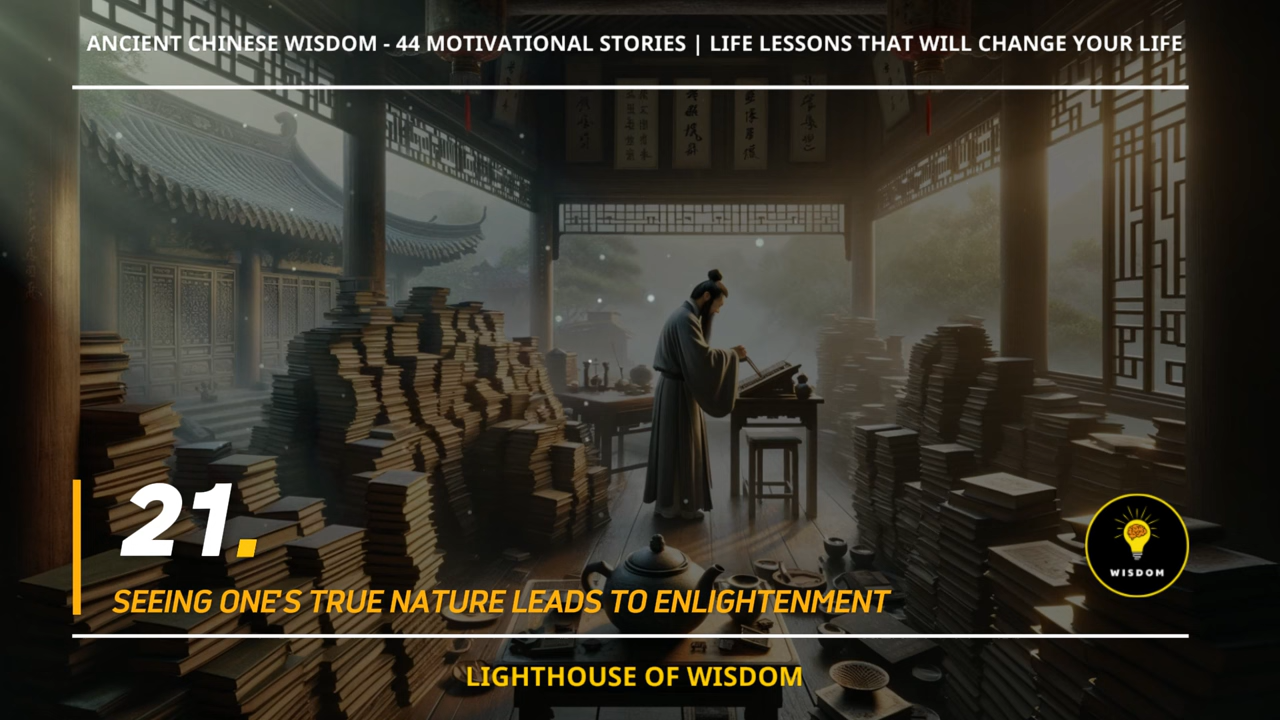 ANCIENT CHINESE WISDOM - 44 MOTIVATIONAL STORIES | LIFE LESSONS THAT WILL CHANGE YOUR LIFE
21.
SEEING ONE'S TRUE NATURE LEADS TO ENLIGHTENMENT
WISDOM
LIGHTHOUSE OF WISDOM